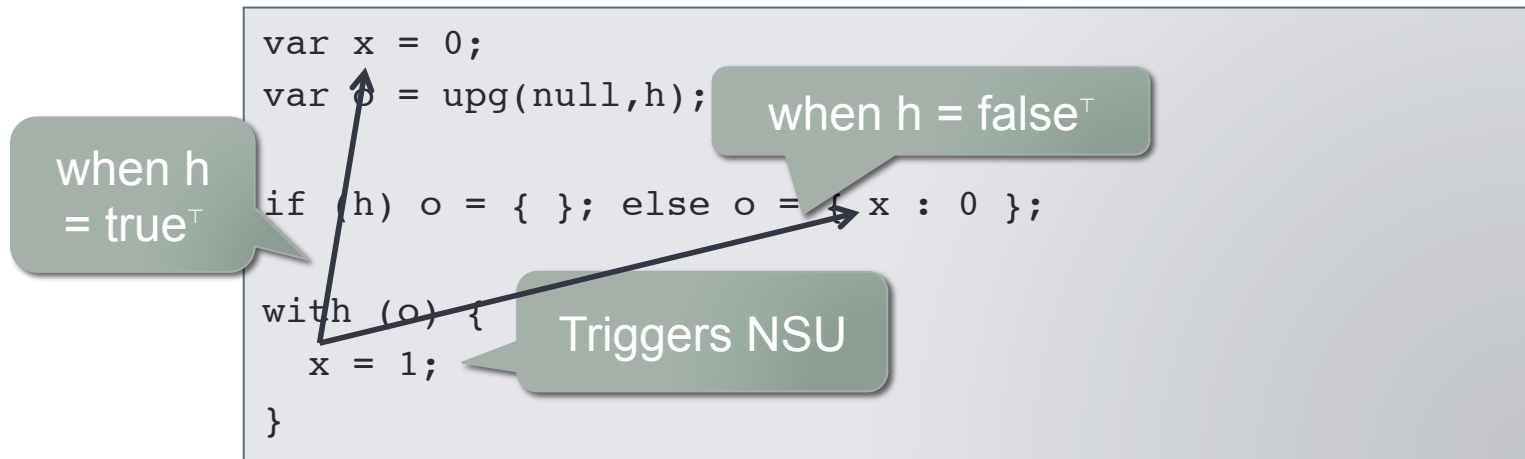 var x = 0;
var o = upg(null,h);
when h = false⊤
when h
= true⊤
if (h) o = { }; else o = { x : 0 };
with (o) {
Triggers NSU
x = 1;
}